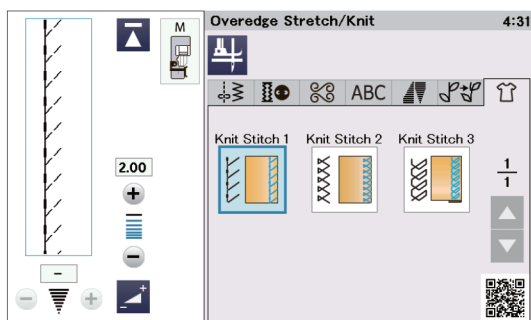 M
2.00
-
Overedge Stretch/Knit 4:31
ABC
Knit Stitch 1 Knit Stitch 2 Knit Stitch 3
1
1